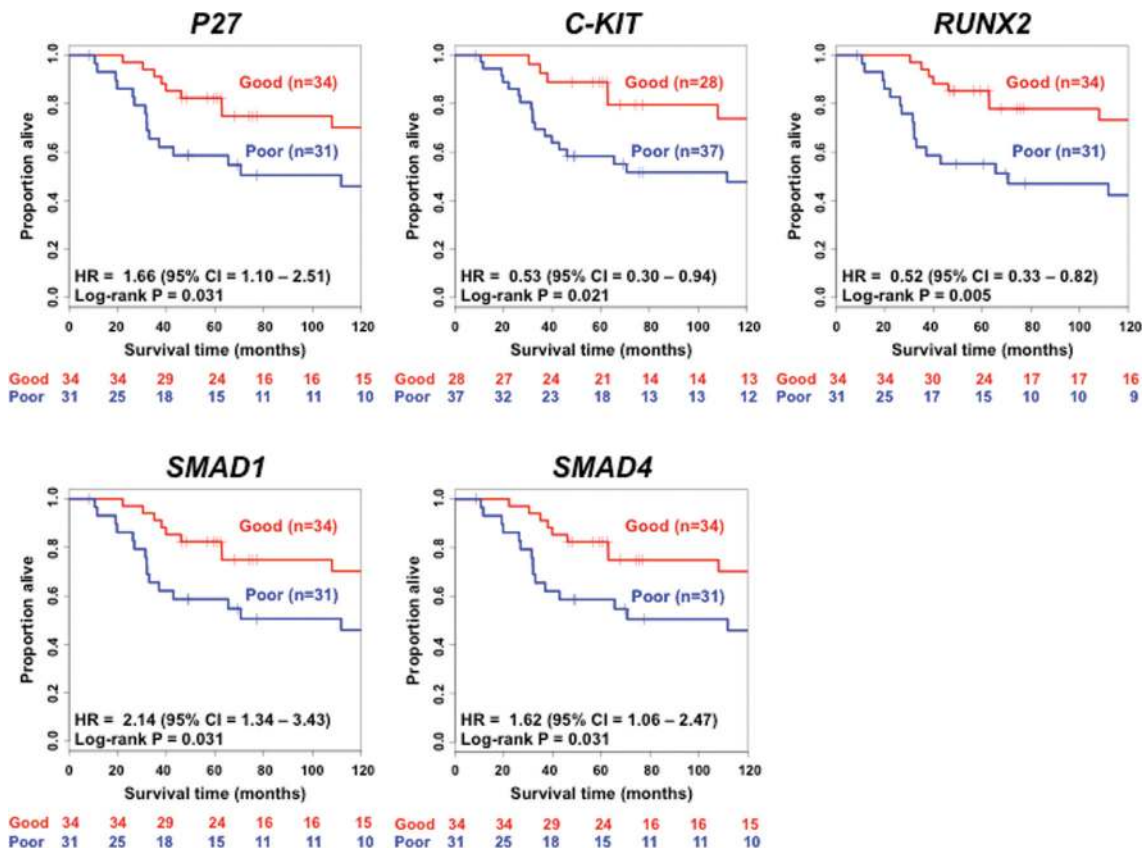 P27
1.0
0.8
0.6
0.4
0.2
0.0
Proportion alive
Good (n=34)
Poor (n=31)
HR = 1.66 (95% CI = 1.10 – 2.51)
Log-rank P = 0.031
0 20 40 60 80 100 120
Survival time (months)
Good 34 34 29 24 16 16 15
Poor 31 25 18 15 11 11 10
C-KIT
1.0
0.8
0.6
0.4
0.2
0.0
Proportion alive
Good (n=28)
Poor (n=37)
HR = 0.53 (95% CI = 0.30 – 0.94)
Log-rank P = 0.021
0 20 40 60 80 100 120
Survival time (months)
Good 28 27 24 21 14 14 13
Poor 37 32 23 18 13 13 12
RUNX2
1.0
0.8
0.6
0.4
0.2
0.0
Proportion alive
Good (n=34)
Poor (n=31)
HR = 0.52 (95% CI = 0.33 – 0.82)
Log-rank P = 0.005
0 20 40 60 80 100 120
Survival time (months)
Good 34 34 30 24 17 17 16
Poor 31 25 17 15 10 10 9
SMAD1
1.0
0.8
0.6
0.4
0.2
0.0
Proportion alive
Good (n=34)
Poor (n=31)
HR = 2.14 (95% CI = 1.34 – 3.43)
Log-rank P = 0.031
0 20 40 60 80 100 120
Survival time (months)
Good 34 34 29 24 16 16 15
Poor 31 25 18 15 11 11 10
SMAD4
1.0
0.8
0.6
0.4
0.2
0.0
Proportion alive
Good (n=34)
Poor (n=31)
HR = 1.62 (95% CI = 1.06 – 2.47)
Log-rank P = 0.031
0 20 40 60 80 100 120
Survival time (months)
Good 34 34 29 24 16 16 15
Poor 31 25 18 15 11 11 10